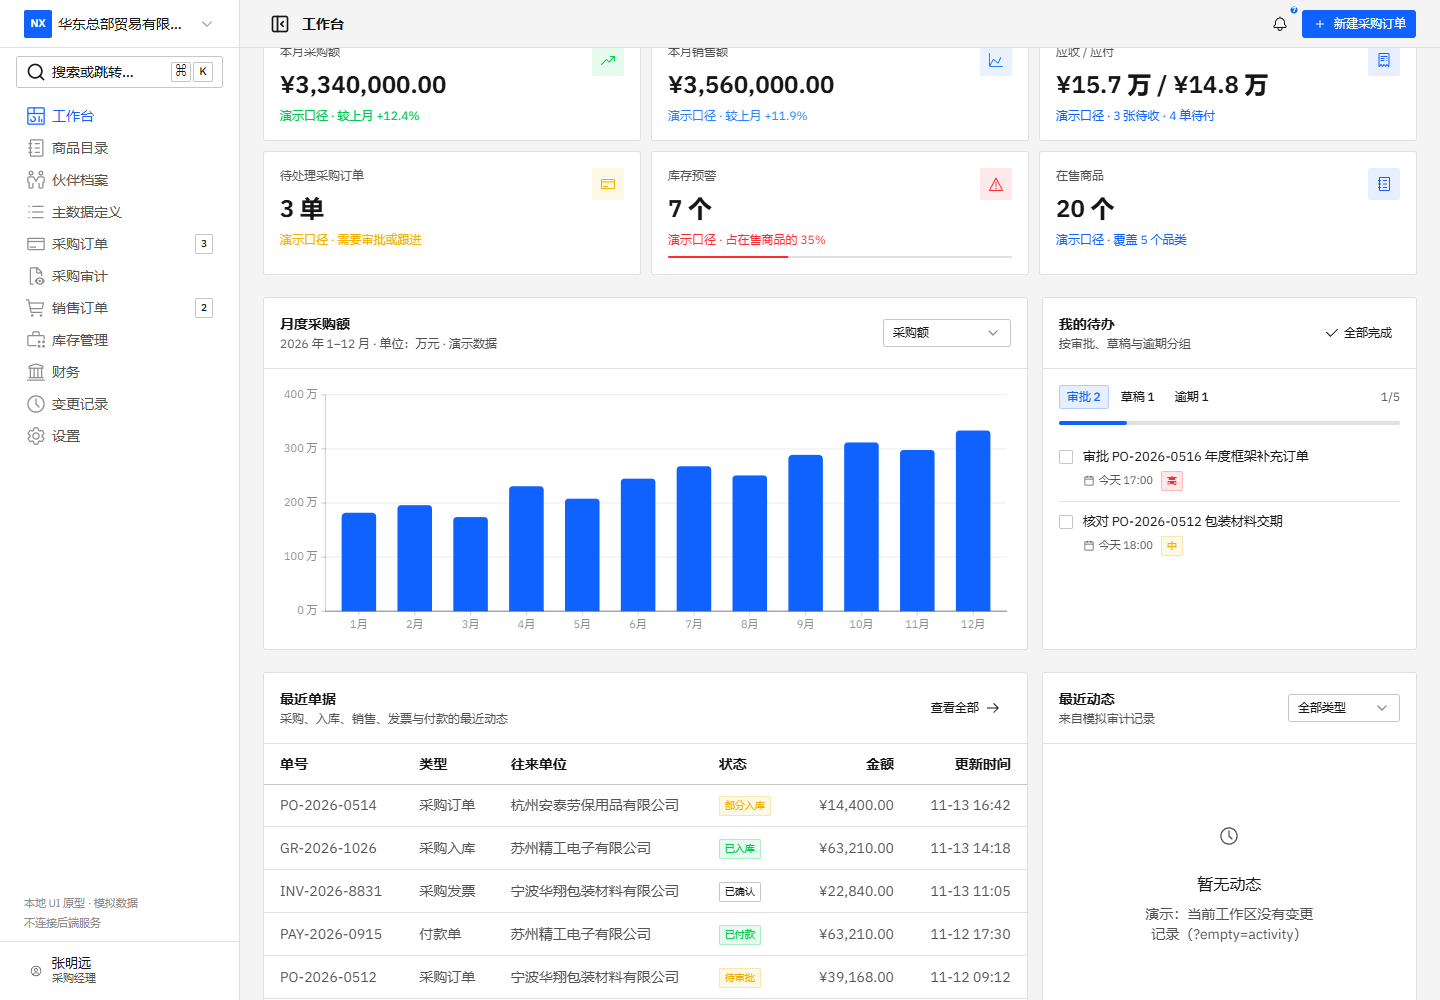 NX 华东总部贸易有限...
搜索或跳转... ⌘ K
工作台
商品目录
伙伴档案
主数据定义
采购订单 3
采购审计
销售订单 2
库存管理
财务
变更记录
设置
本地 UI 原型 · 模拟数据
不连接后端服务
张明远
采购经理
工作台
?
+ 新建采购订单
本月采购额
¥3,340,000.00
演示口径 · 较上月 +12.4%
本月销售额
¥3,560,000.00
演示口径 · 较上月 +11.9%
应收 / 应付
¥15.7 万 / ¥14.8 万
演示口径 · 3 张待收 · 4 单待付
待处理采购订单
3 单
演示口径 · 需要审批或跟进
库存预警
7 个
演示口径 · 占在售商品的 35%
在售商品
20 个
演示口径 · 覆盖 5 个品类
月度采购额
2026 年 1–12 月 · 单位：万元 · 演示数据
采购额
400 万
300 万
200 万
100 万
0 万
1月 2月 3月 4月 5月 6月 7月 8月 9月 10月 11月 12月
我的待办
按审批、草稿与逾期分组
全部完成
审批 2 草稿 1 逾期 1 1/5
审批 PO-2026-0516 年度框架补充订单
今天 17:00 高
核对 PO-2026-0512 包装材料交期
今天 18:00 中
最近单据
采购、入库、销售、发票与付款的最近动态
查看全部
单号 类型 往来单位 状态 金额 更新时间
PO-2026-0514 采购订单 杭州安泰劳保用品有限公司 部分入库 ¥14,400.00 11-13 16:42
GR-2026-1026 采购入库 苏州精工电子有限公司 已入库 ¥63,210.00 11-13 14:18
INV-2026-8831 采购发票 宁波华翔包装材料有限公司 已确认 ¥22,840.00 11-13 11:05
PAY-2026-0915 付款单 苏州精工电子有限公司 已付款 ¥63,210.00 11-12 17:30
PO-2026-0512 采购订单 宁波华翔包装材料有限公司 待审批 ¥39,168.00 11-12 09:12
最近动态
来自模拟审计记录
全部类型
暂无动态
演示：当前工作区没有变更
记录（?empty=activity）